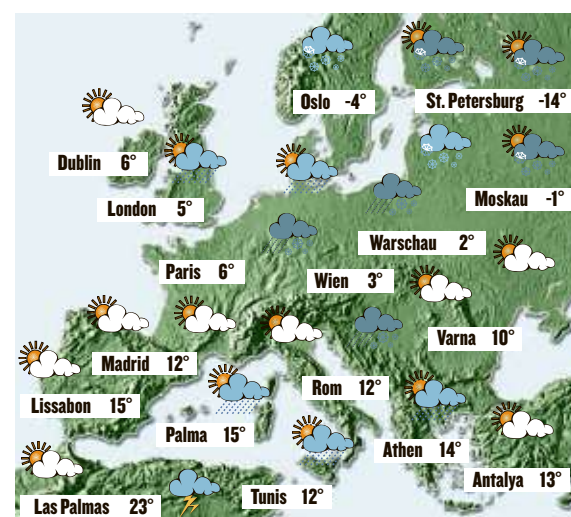 Oslo -4°
St. Petersburg -14°
Dublin 6°
Moskau -1°
London 5°
Warschau 2°
Paris 6°
Wien 3°
Varna 10°
Madrid 12°
Rom 12°
Lissabon 15°
Palma 15°
Athen 14°
Antalya 13°
Las Palmas 23°
Tunis 12°